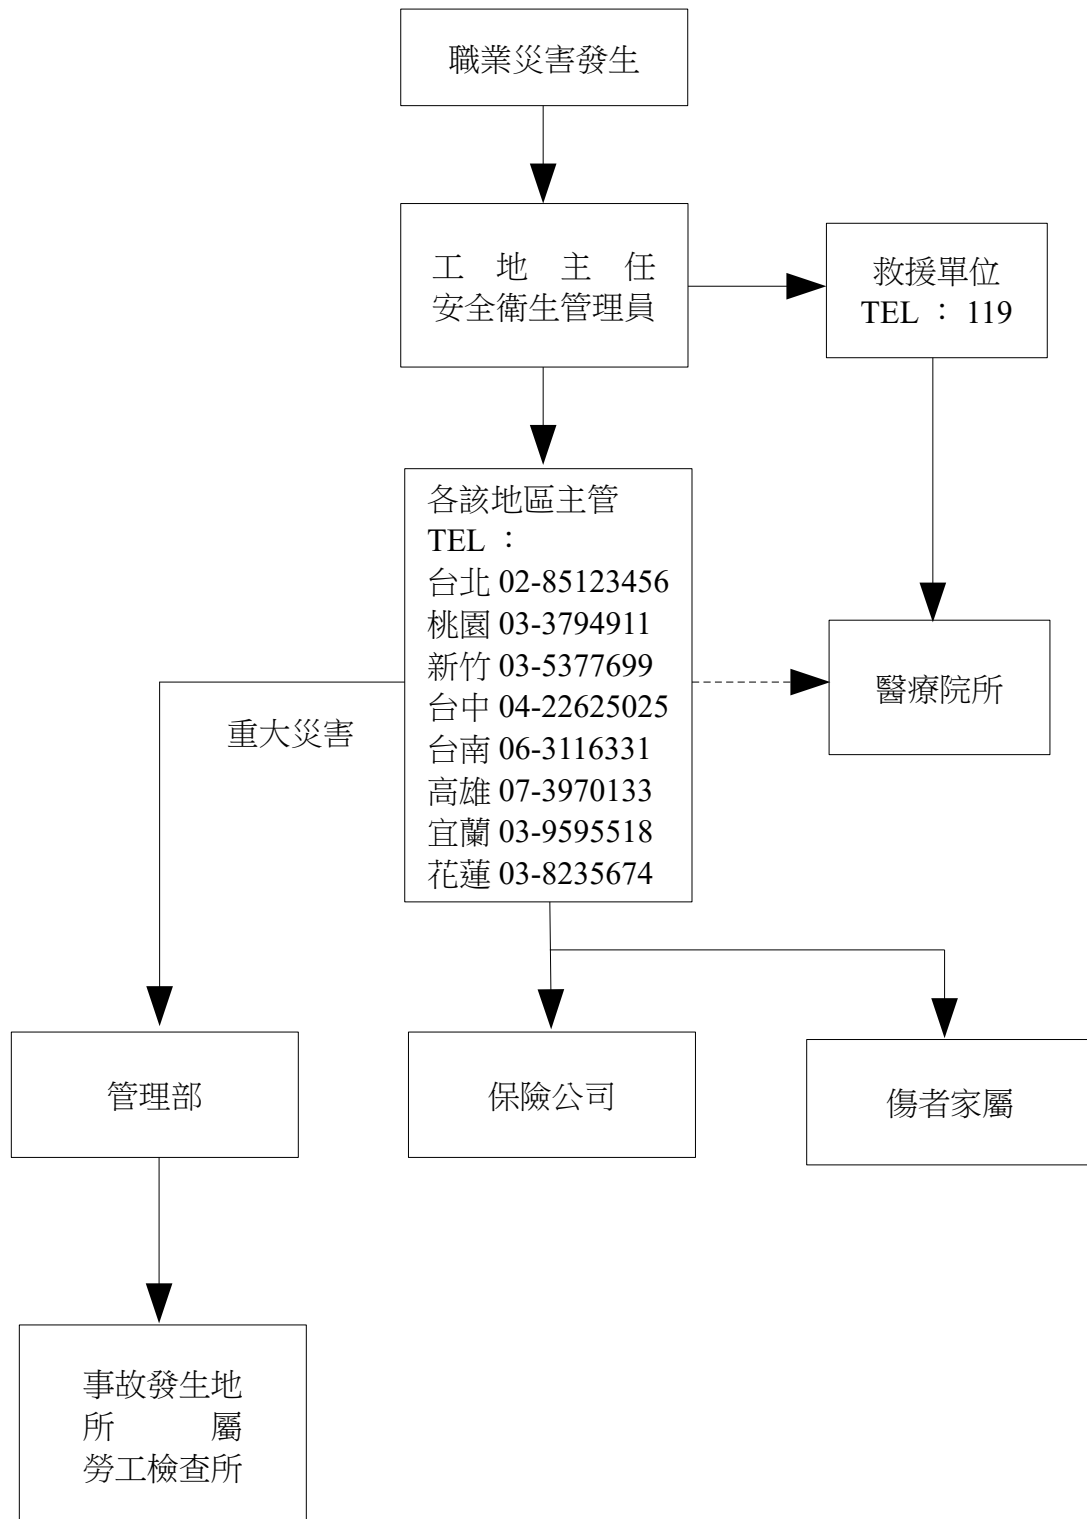 職業災害發生
工 地 主 任
安全衛生管理員
救援單位
TEL ： 119
各該地區主管
TEL ：
台北 02-85123456
桃園 03-3794911
新竹 03-5377699
台中 04-22625025
台南 06-3116331
高雄 07-3970133
宜蘭 03-9595518
花蓮 03-8235674
醫療院所
重大災害
管理部
保險公司
傷者家屬
事故發生地
所 屬
勞工檢查所